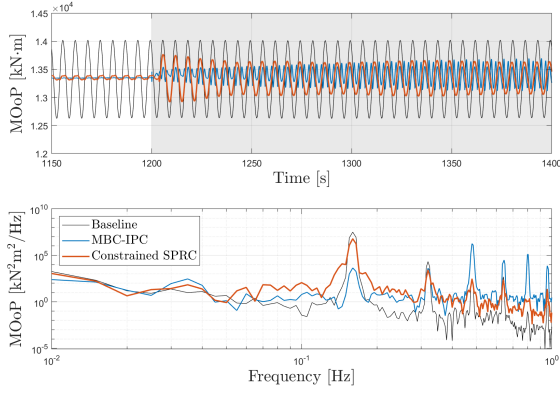 ×10⁴
1.45
1.4
1.35
1.3
1.25
1.2
MOoP [kN·m]
1150
1200
1250
1300
1350
1400
Time [s]
10¹⁰
10⁵
10⁰
10⁻⁵
MOoP [kN²m²/Hz]
Baseline
MBC-IPC
Constrained SPRC
10⁻²
10⁻¹
10⁰
Frequency [Hz]